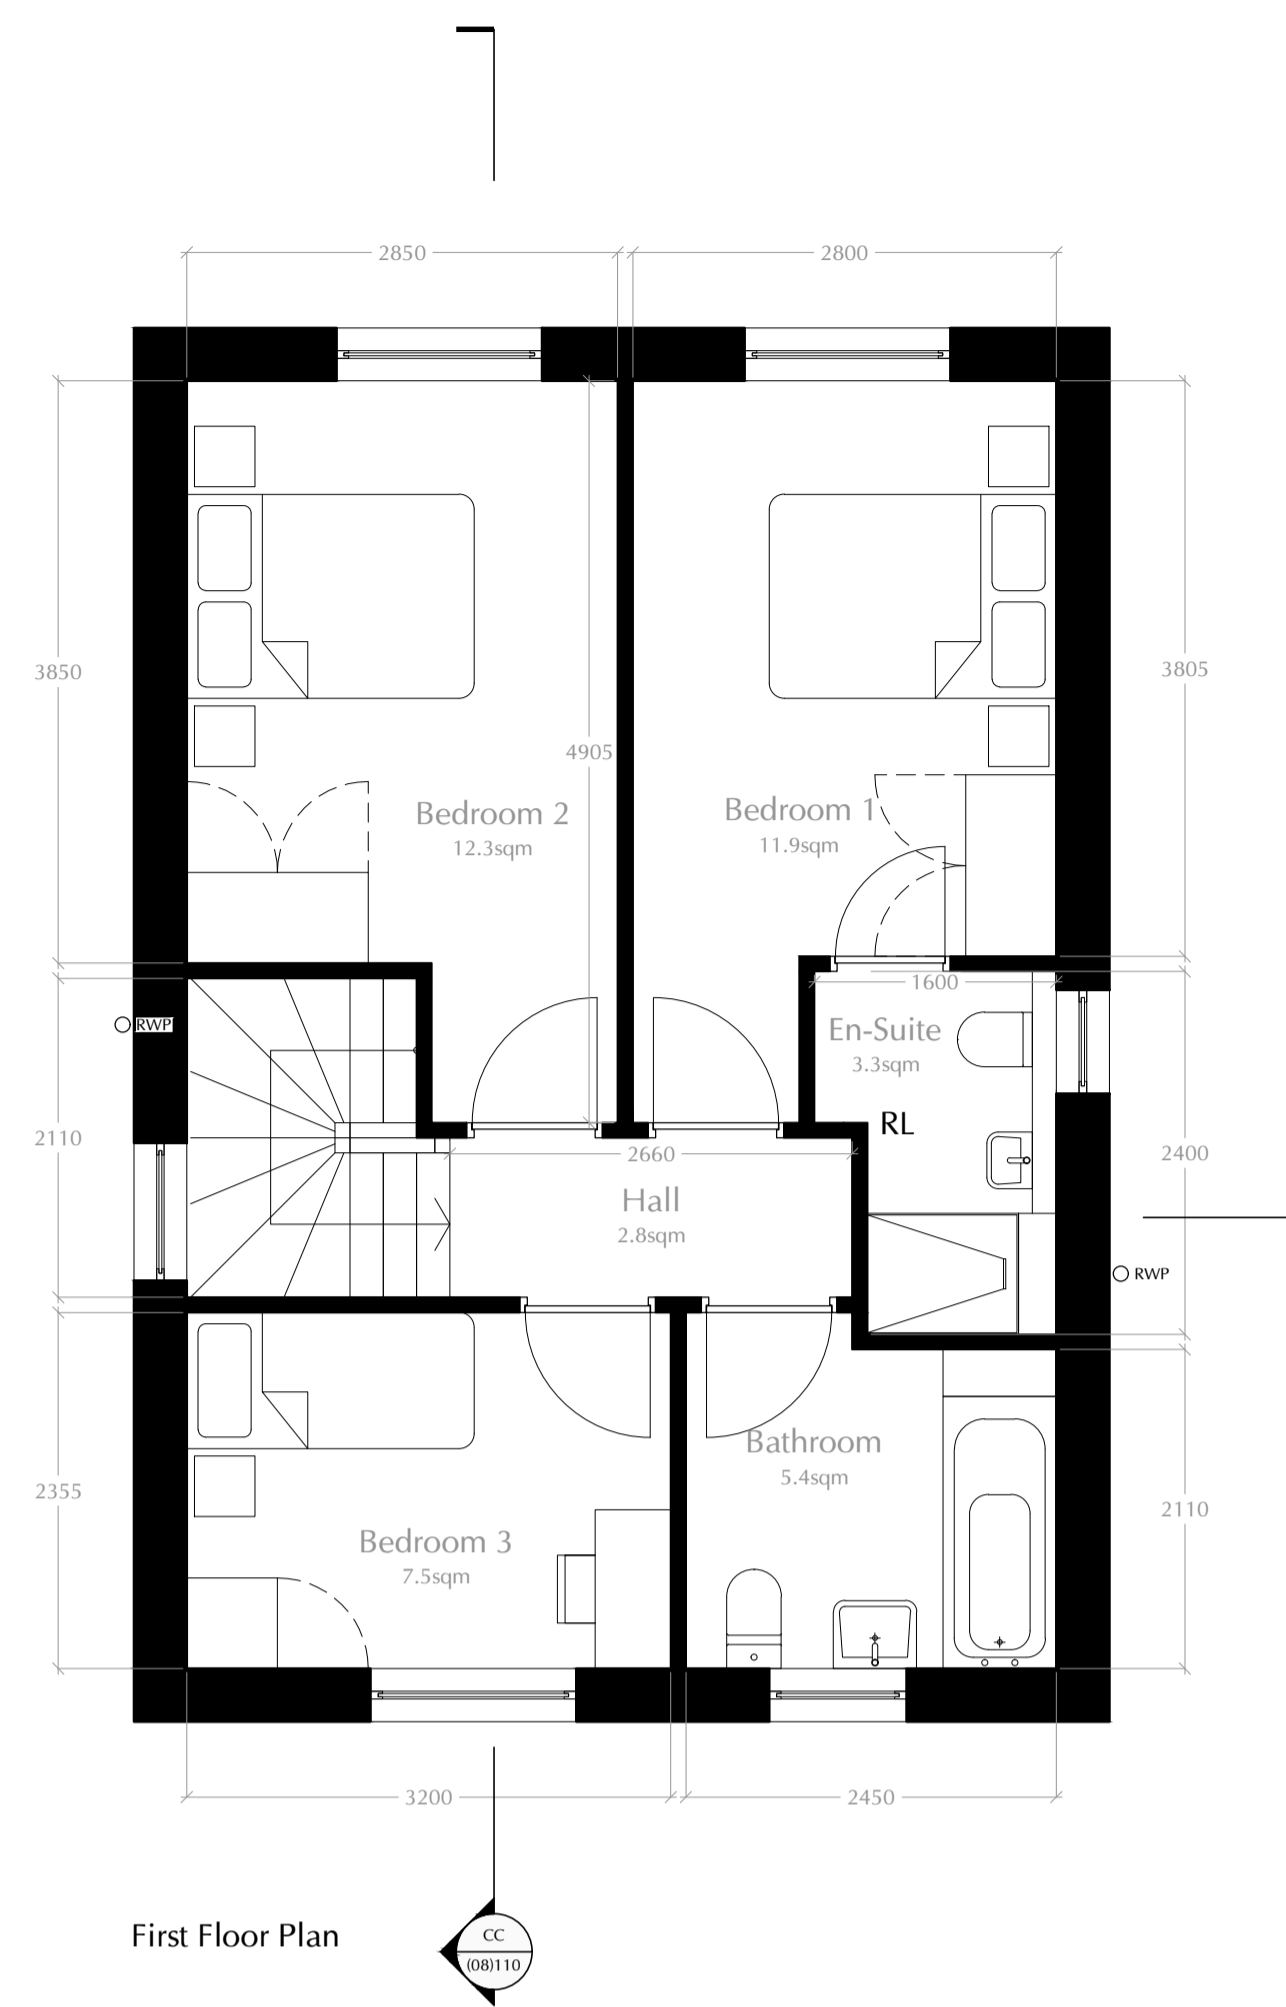 2850
2800
3850
3805
4905
Bedroom 2
12.3sqm
Bedroom 1
11.9sqm
1600
RWP
En-Suite
3.3sqm
RL
2110
2660
2400
Hall
2.8sqm
RWP
Bathroom
5.4sqm
2355
2110
Bedroom 3
7.5sqm
3200
2450
First Floor Plan
CC
(08)110